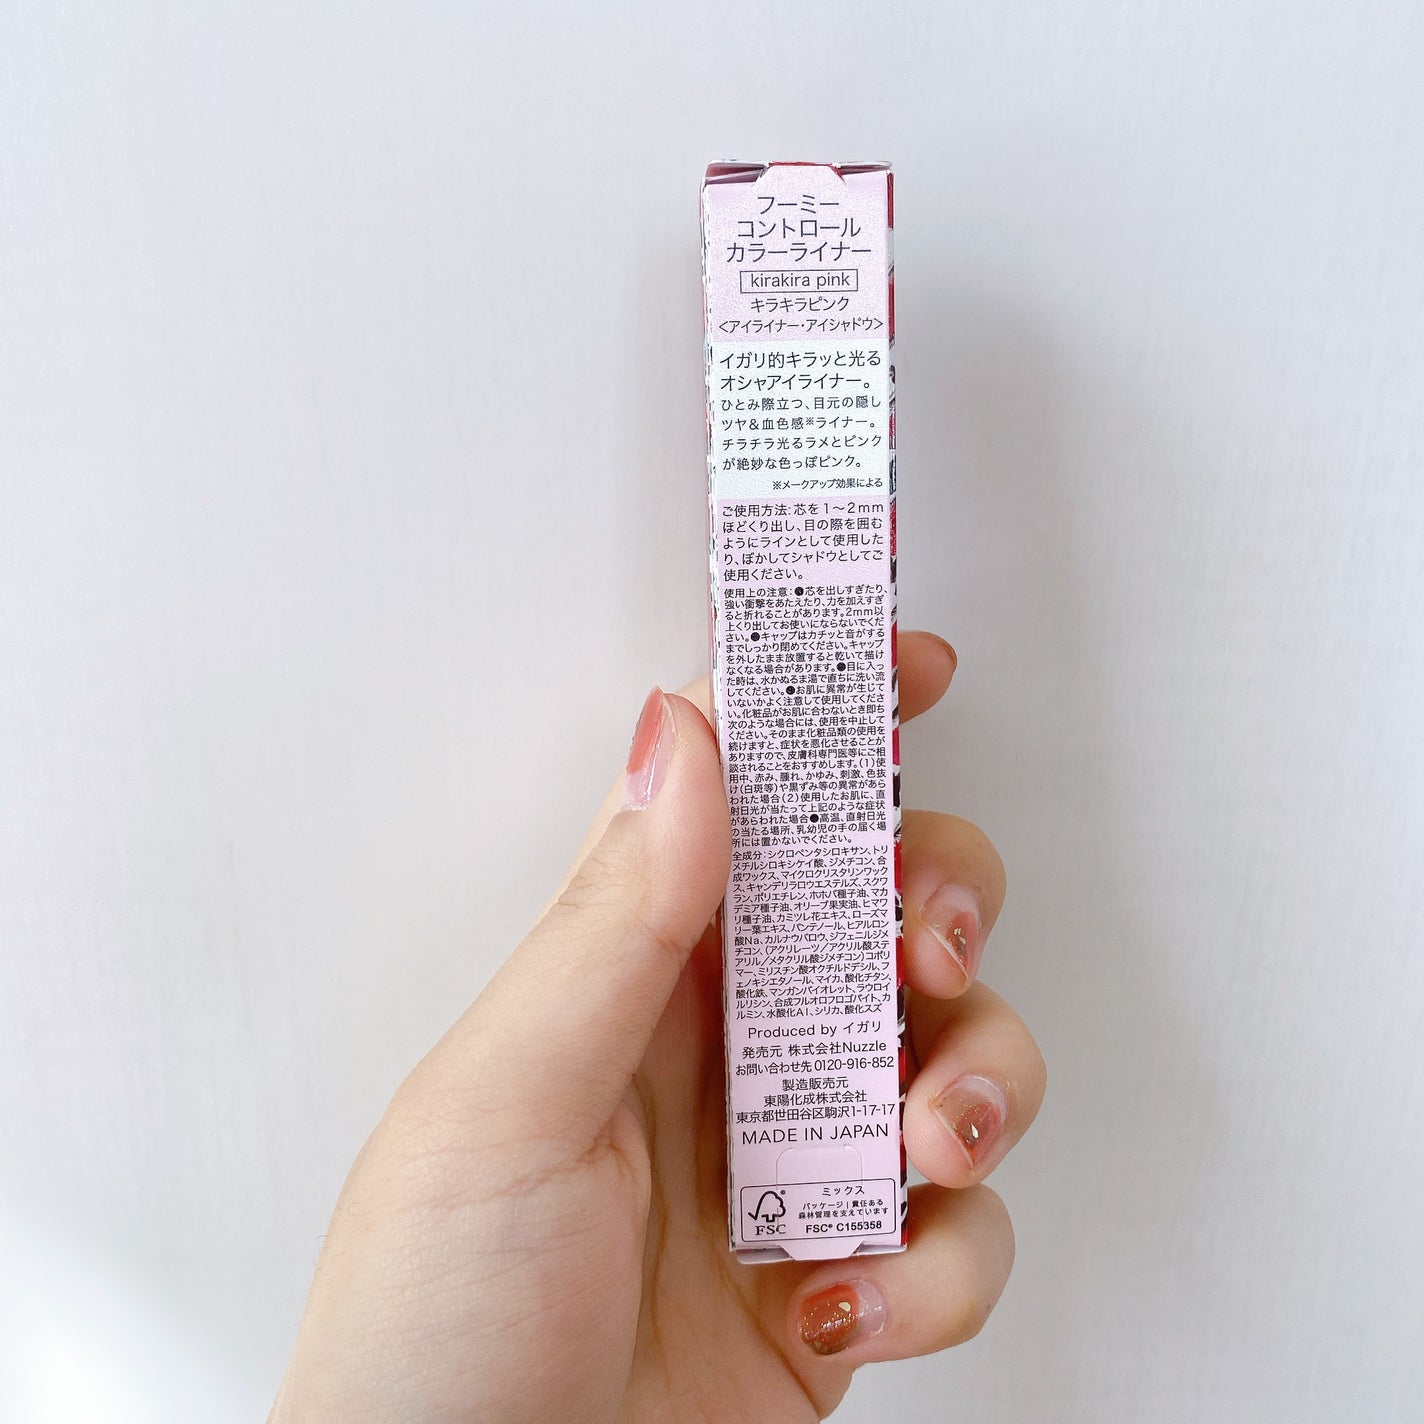 フーミー
コントロール
カラーライナー
kirakira pink
キラキラピンク
<アイライナー・アイシャドウ>
イガリ的キラッと光る
オシャアイライナー。
ひとみ際立つ、目元の隠し
ツヤ&血色感※ライナー。
チラチラ光るラメとピンク
が絶妙な色っぽピンク。
※メークアップ効果による
ご使用方法:芯を1〜2mm
ほどくり出し、目の際を囲む
ようにラインとして使用した
り、ぼかしてシャドウとしてご
使用ください。
使用上の注意:●芯を出しすぎたり、
強い衝撃をあたえたり、力を加えすぎ
ると折れることがあります。2mm以
上くり出してお使いにならないでくだ
さい。●キャップはカチッと音がする
までしっかり閉めてください。キャップ
を外したまま放置すると乾いて描け
なくなる場合があります。●目に入っ
た時は、水かぬるま湯で直ちに洗い流
してください。●お肌に異常が生じて
いないかよく注意して使用してくださ
い。化粧品がお肌に合わないとき即ち
次のような場合には、使用を中止して
ください。そのまま化粧品類の使用を
続けますと、症状を悪化させることが
ありますので、皮膚科専門医等にご相
談されることをおすすめします。(1)使
用中、赤み、腫れ、かゆみ、刺激、色抜
け(白斑等)や黒ずみ等の異常があら
われた場合(2)使用したお肌に、直
射日光が当たって上記のような症状
があらわれた場合●高温、直射日光
の当たる場所、乳幼児の手の届く場
所には置かないでください。
全成分:シクロペンタシロキサン、トリ
メチルシロキシケイ酸、ジメチコン、合
成ワックス、マイクロクリスタリンワック
ス、キャンデリラロウエステルズ、スクワ
ラン、ポリエチレン、ホホバ種子油、マカ
デミア種子油、オリーブ果実油、ヒマワ
リ種子油、カミツレ花エキス、ローズマ
リー葉エキス、パンテノール、ヒアルロン
酸Na、カルナウバロウ、ジフェニルジメ
チコン、(アクリレーツ/アクリル酸ステ
アリル/メタクリル酸ジメチコン)コポリ
マー、ミリスチン酸オクチルドデシル、フ
ェノキシエタノール、マイカ、酸化チタン、
酸化鉄、マンガンバイオレット、ラウロイ
ルリシン、合成フルオロフロゴパイト、カ
ルミン、水酸化Al、シリカ、酸化スズ
Produced by イガリ
発売元 株式会社Nuzzle
お問い合わせ先 0120-916-852
製造販売元
東陽化成株式会社
東京都世田谷区駒沢1-17-17
MADE IN JAPAN
ミックス
パッケージ|責任ある
森林管理を支えています
FSC® C155358
FSC